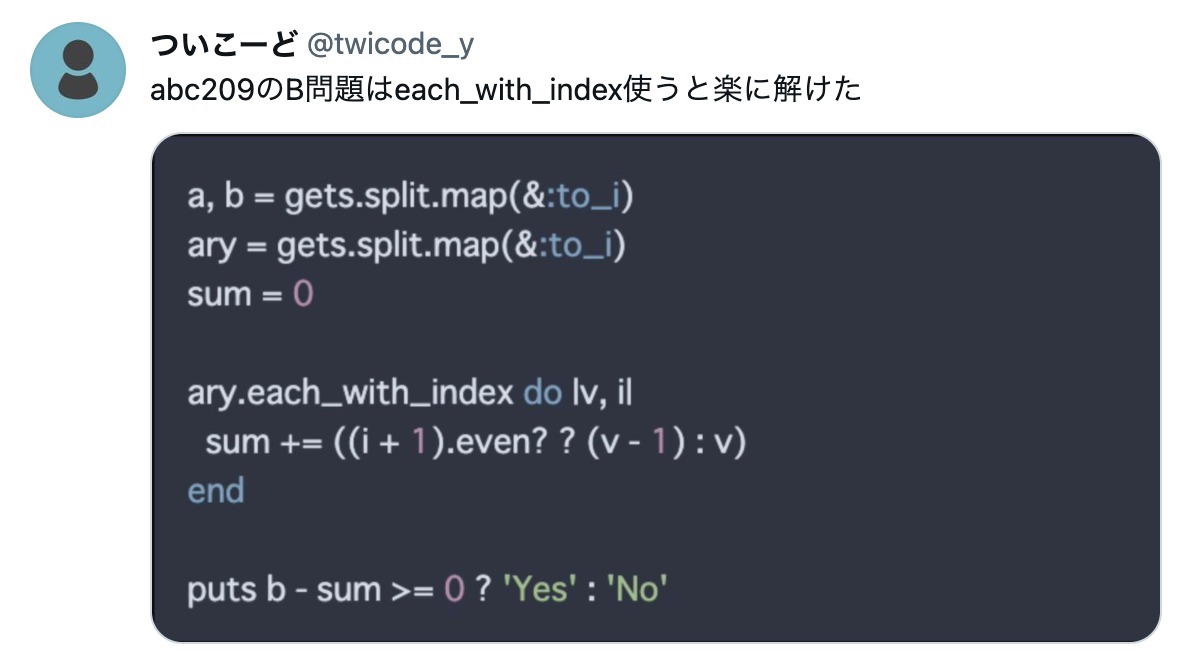 ついこーど @twicode_y
abc209のB問題はeach_with_index使うと楽に解けた
a, b = gets.split.map(&:to_i)
ary = gets.split.map(&:to_i)
sum = 0
ary.each_with_index do |v, i|
sum += ((i + 1).even? ? (v - 1) : v)
end
puts b - sum >= 0 ? 'Yes' : 'No'